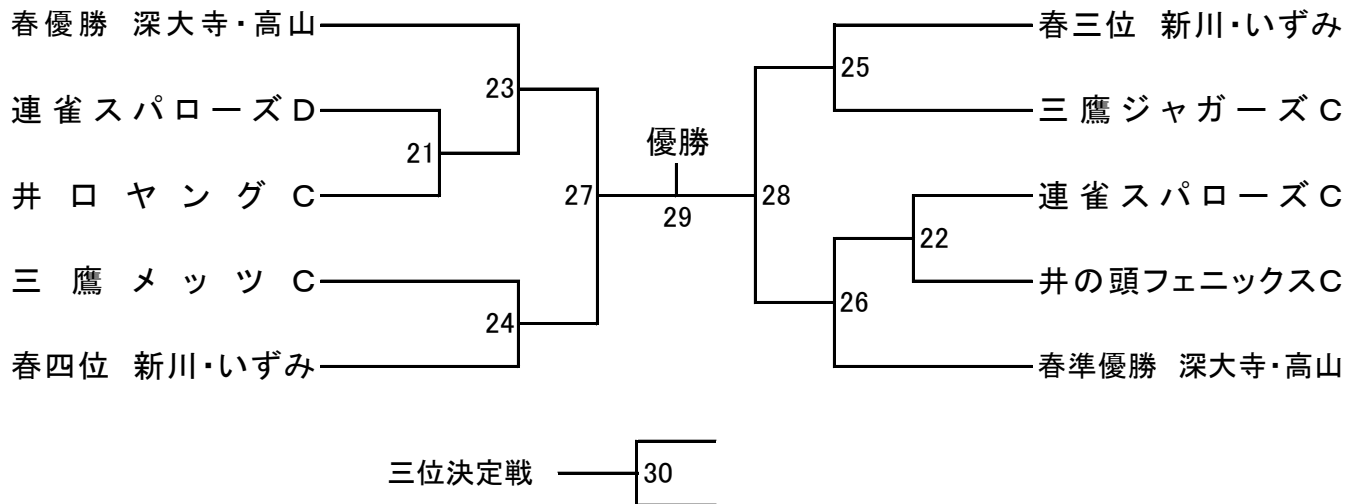 春優勝 深大寺・高山
連雀スパローズD
井口ヤングC
三鷹メッツC
春四位 新川・いずみ
23
21
24
27
優勝
29
28
25
22
26
春三位 新川・いずみ
三鷹ジャガーズC
連雀スパローズC
井の頭フェニックスC
春準優勝 深大寺・高山
三位決定戦
30